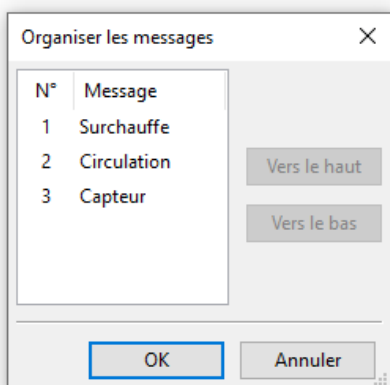 Organiser les messages
N° Message
1 Surchauffe
2 Circulation
3 Capteur
Vers le haut
Vers le bas
OK Annuler